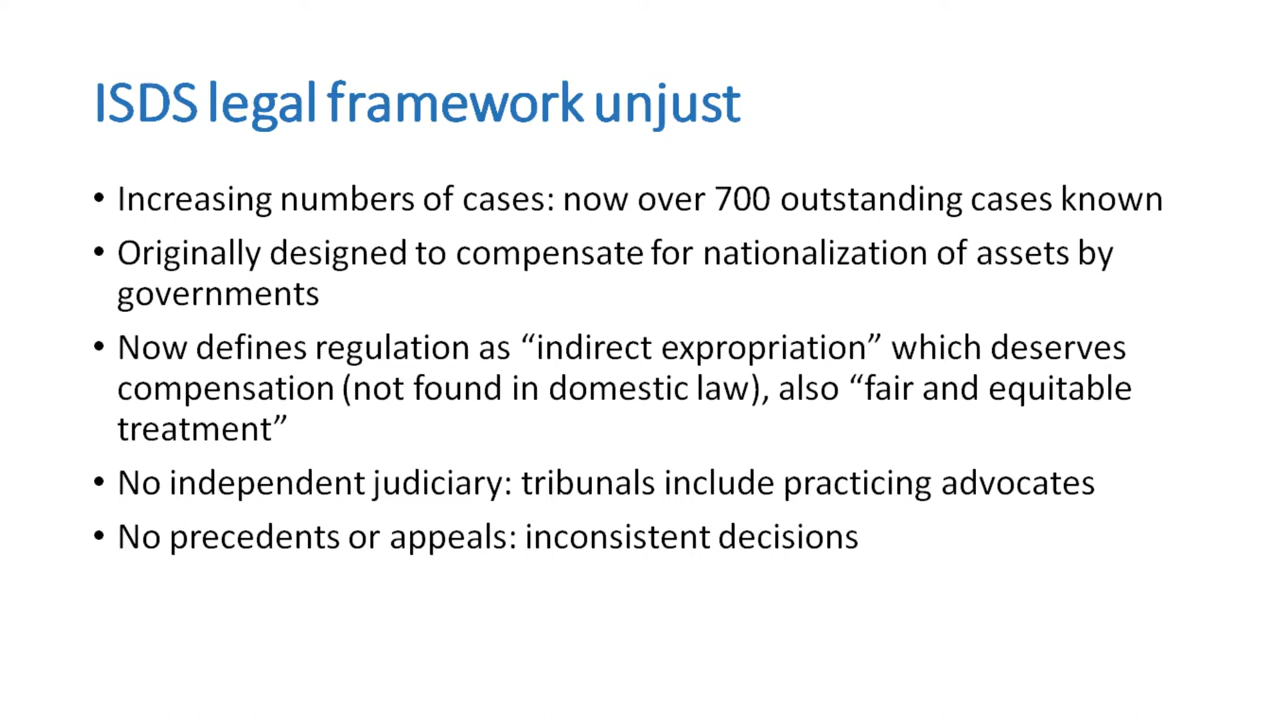 ISDS legal framework unjust
• Increasing numbers of cases: now over 700 outstanding cases known
• Originally designed to compensate for nationalization of assets by
governments
• Now defines regulation as “indirect expropriation” which deserves
compensation (not found in domestic law), also “fair and equitable
treatment”
• No independent judiciary: tribunals include practicing advocates
• No precedents or appeals: inconsistent decisions